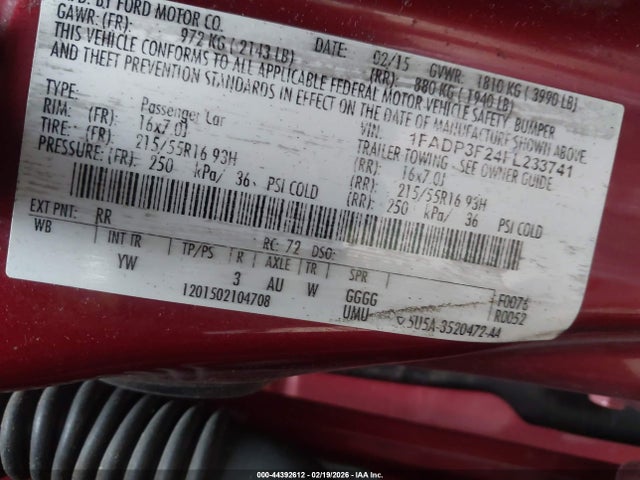 BY FORD MOTOR CO.
DATE: 02/15 GVWR: 1810 KG ( 3990 LB)
GAWR: (FR): 972 KG ( 2143 LB) (RR): 880 KG ( 1940 LB)
THIS VEHICLE CONFORMS TO ALL APPLICABLE FEDERAL MOTOR VEHICLE SAFETY, BUMPER
AND THEFT PREVENTION STANDARDS IN EFFECT ON THE DATE OF MANUFACTURE SHOWN ABOVE.
VIN: 1FADP3F24FL233741
TYPE: Passenger Car TRAILER TOWING - SEE OWNER GUIDE
RIM: (FR): 16x7.0J (RR): 16x7.0J
TIRE: (FR): 215/55R16 93H (RR): 215/55R16 93H
PRESSURE: (FR): 250 kPa/ 36 PSI COLD (RR): 250 kPa/ 36 PSI COLD
EXT PNT: RR RC: 72 DSO:
WB INT TR TP/PS R AXLE TR SPR F0076
YW 3 AU W GGGG R0052
1201502104708 UMU 5U5A-3520472-AA
000-44392612 - 02/19/2026 - IAA Inc.